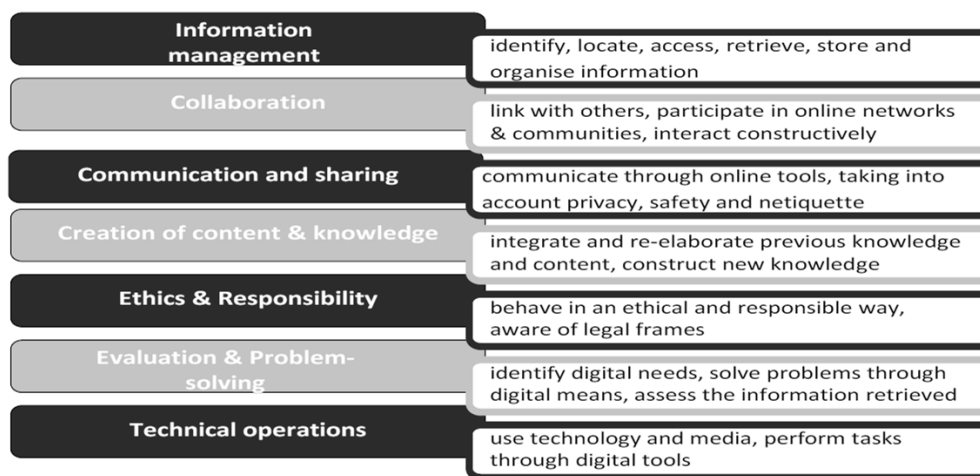 Information
management
identify, locate, access, retrieve, store and
organise information
Collaboration
link with others, participate in online networks
& communities, interact constructively
Communication and sharing
communicate through online tools, taking into
account privacy, safety and netiquette
Creation of content & knowledge
integrate and re-elaborate previous knowledge
and content, construct new knowledge
Ethics & Responsibility
behave in an ethical and responsible way,
aware of legal frames
Evaluation & Problem-
solving
identify digital needs, solve problems through
digital means, assess the information retrieved
Technical operations
use technology and media, perform tasks
through digital tools